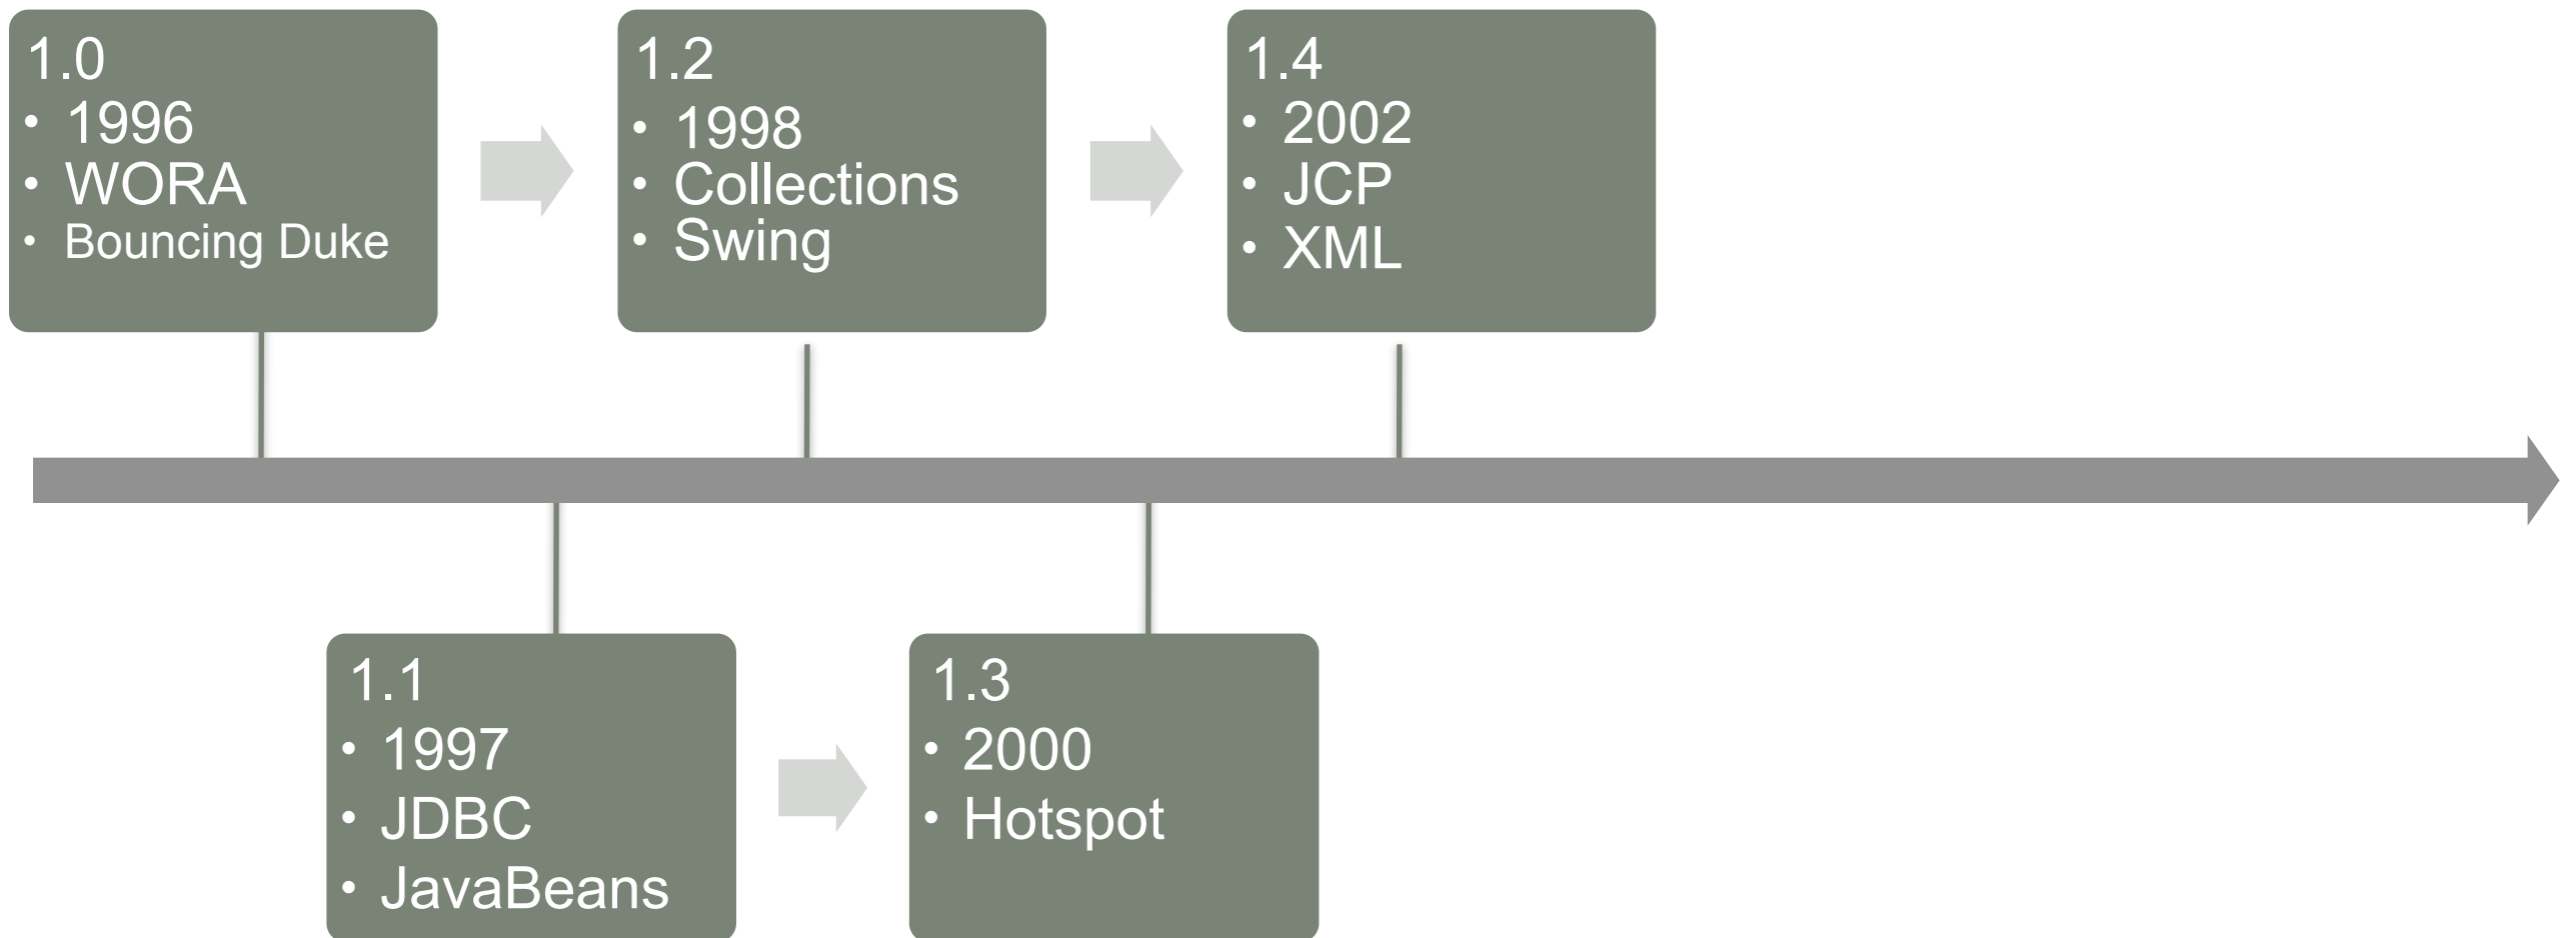 1.0
• 1996
• WORA
• Bouncing Duke
1.2
• 1998
• Collections
• Swing
1.4
• 2002
• JCP
• XML
1.1
• 1997
• JDBC
• JavaBeans
1.3
• 2000
• Hotspot